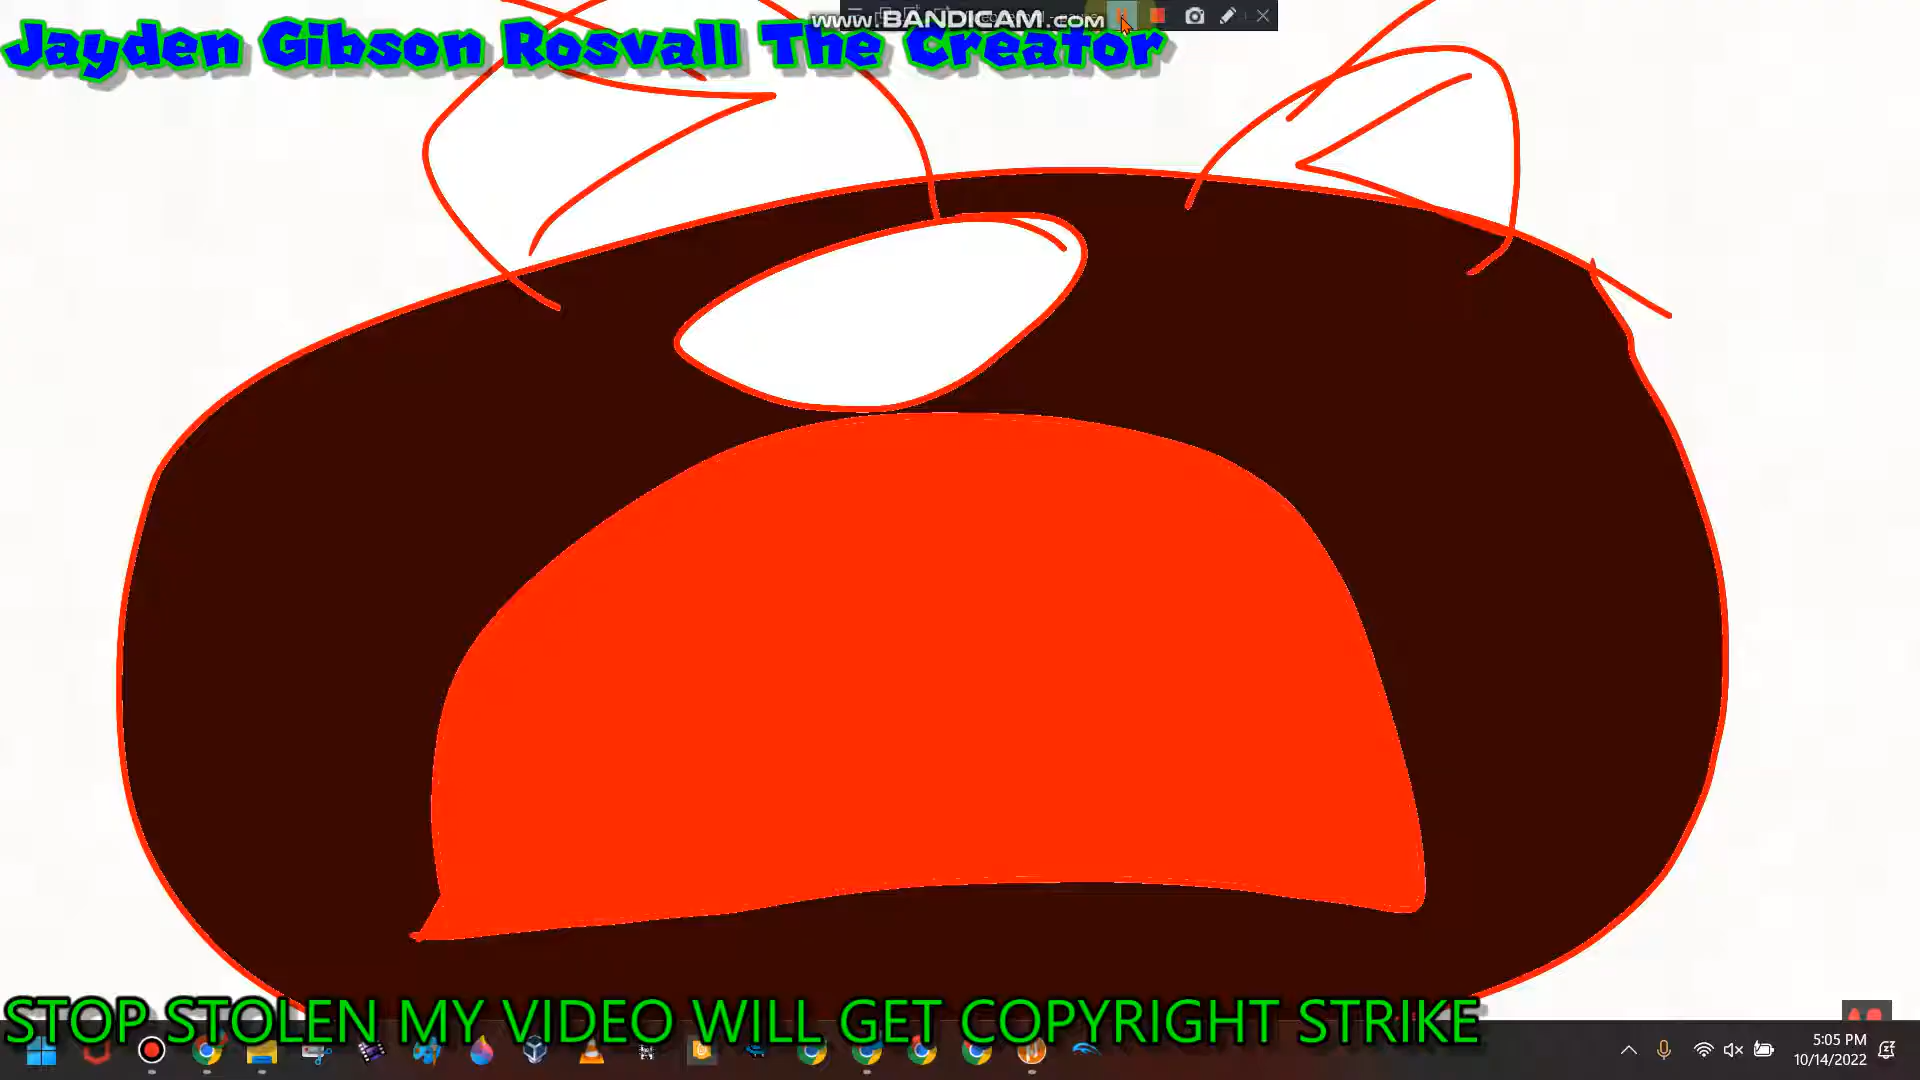 www.BANDICAM.com
Jayden Gibson Rosvall The Creator
STOP STOLEN MY VIDEO WILL GET COPYRIGHT STRIKE
5:05 PM
10/14/2022